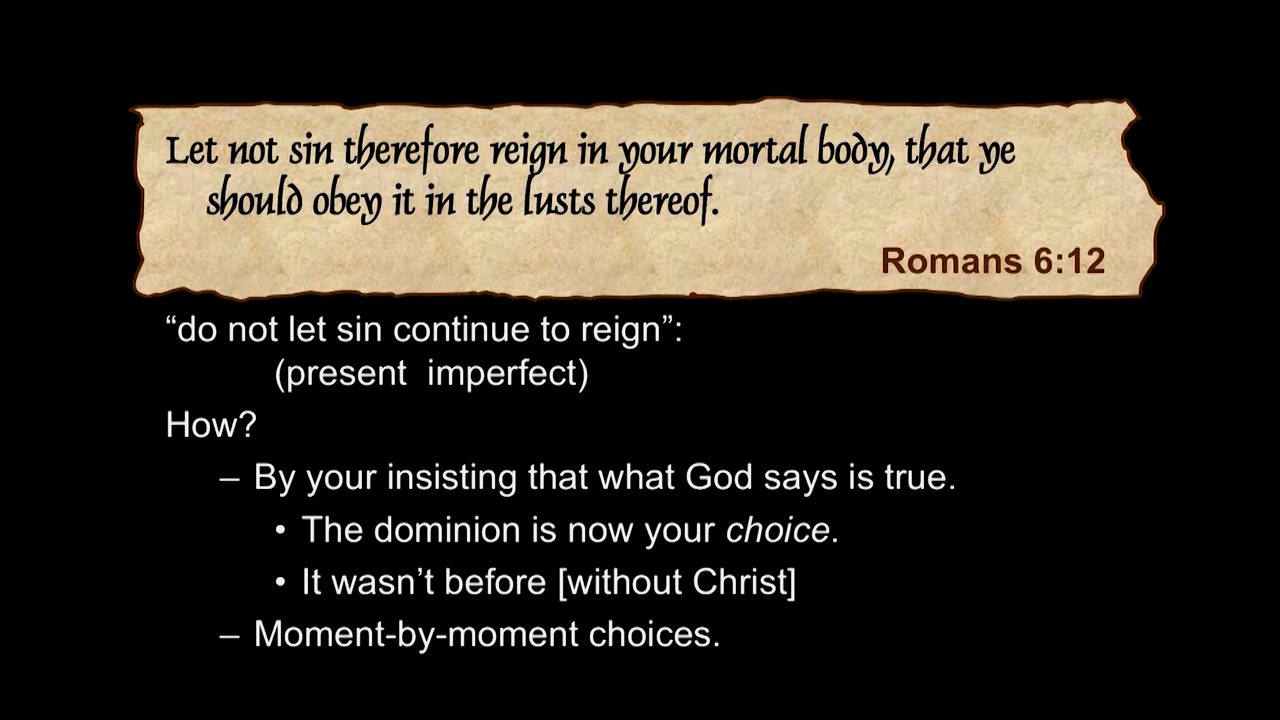 Let not sin therefore reign in your mortal body, that ye
should obey it in the lusts thereof.
Romans 6:12
“do not let sin continue to reign”:
(present  imperfect)
How?
– By your insisting that what God says is true.
• The dominion is now your choice.
• It wasn’t before [without Christ]
– Moment-by-moment choices.